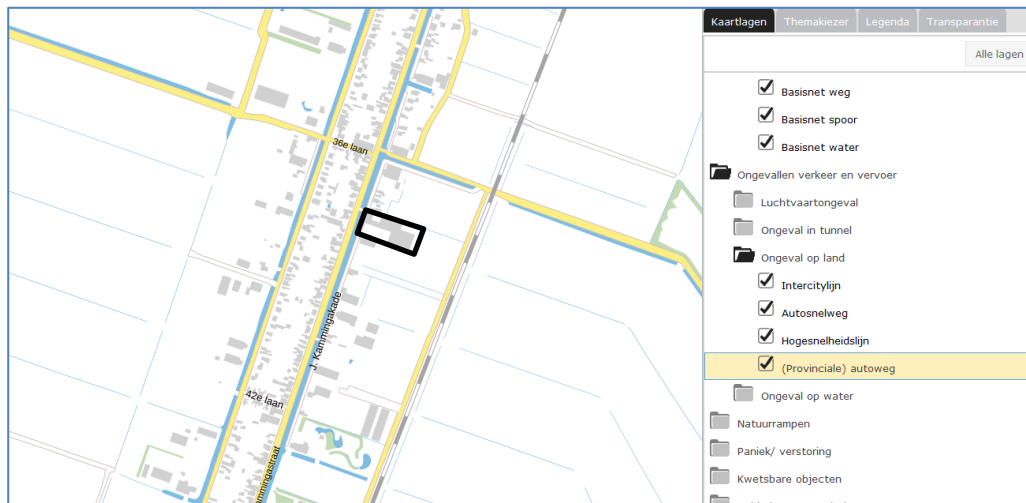 36e laan
J. Kammingakade
42e laan
Kaartlagen
Themakiezer
Legenda
Transparantie
Alle lagen
Basisnet weg
Basisnet spoor
Basisnet water
Ongevallen verkeer en vervoer
Luchtvaartongeval
Ongeval in tunnel
Ongeval op land
Intercitylijn
Autosnelweg
Hogesnelheidslijn
(Provinciale) autoweg
Ongeval op water
Natuurrampen
Paniek/ verstoring
Kwetsbare objecten